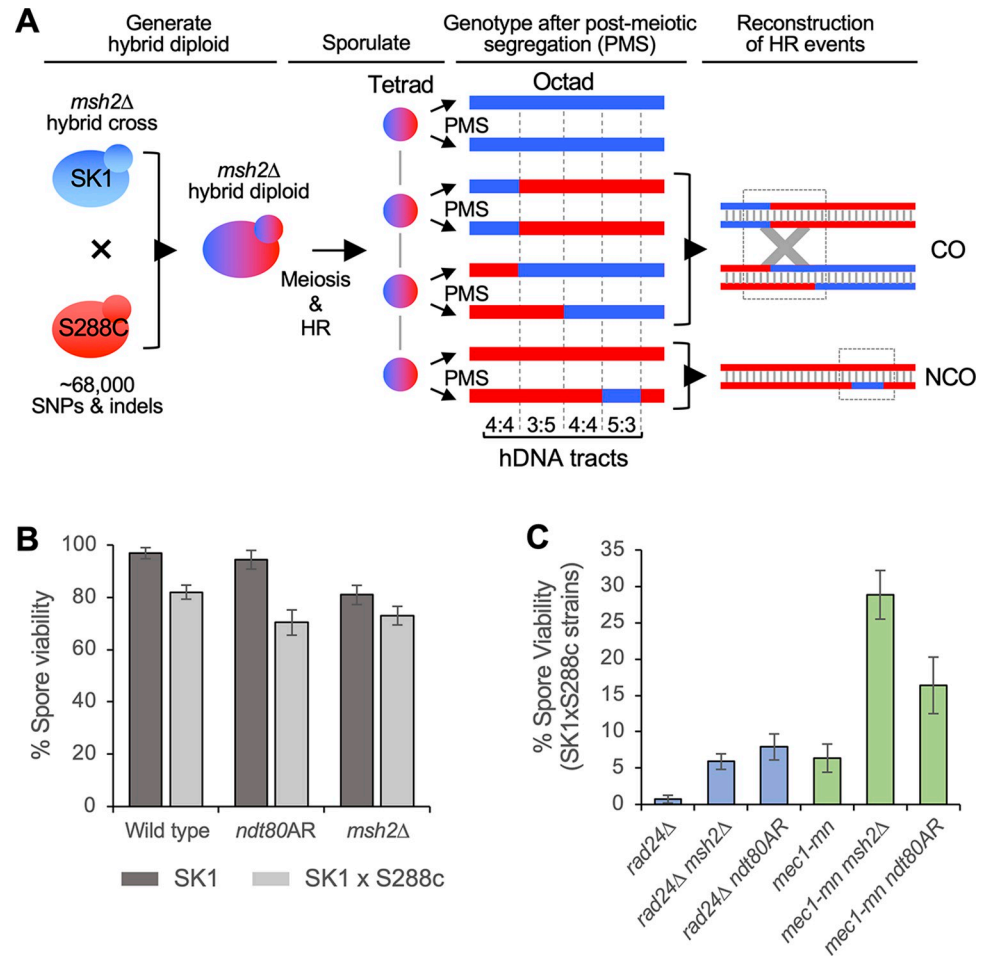 A
Generate
hybrid diploid
Sporulate
Genotype after post-meiotic
segregation (PMS)
Reconstruction
of HR events
msh2Δ
hybrid cross
SK1
×
S288C
~68,000
SNPs & indels
msh2Δ
hybrid diploid
Meiosis
&
HR
Tetrad
Octad
PMS
PMS
PMS
PMS
4:4 3:5 4:4 5:3
hDNA tracts
CO
NCO
B
% Spore viability
100
80
60
40
20
0
Wild type
ndt80AR
msh2Δ
SK1
SK1 x S288c
C
% Spore Viability
(SK1xS288c strains)
35
30
25
20
15
10
5
0
rad24Δ
rad24Δ msh2Δ
rad24Δ ndt80AR
mec1-mn
mec1-mn msh2Δ
mec1-mn ndt80AR